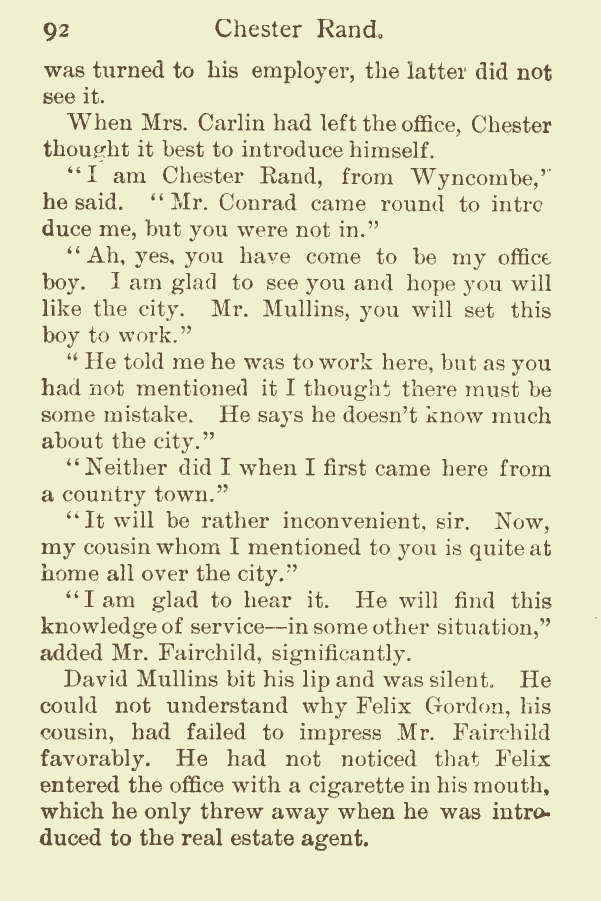 92 Chester Rand.
was turned to his employer, the latter did not
see it.
When Mrs. Carlin had left the office, Chester
thought it best to introduce himself.
“I am Chester Rand, from Wyncombe,”
he said. “Mr. Conrad came round to intro
duce me, but you were not in.”
“Ah, yes, you have come to be my office
boy. I am glad to see you and hope you will
like the city. Mr. Mullins, you will set this
boy to work.”
“He told me he was to work here, but as you
had not mentioned it I thought there must be
some mistake. He says he doesn’t know much
about the city.”
“Neither did I when I first came here from
a country town.”
“It will be rather inconvenient, sir. Now,
my cousin whom I mentioned to you is quite at
home all over the city.”
“I am glad to hear it. He will find this
knowledge of service—in some other situation,”
added Mr. Fairchild, significantly.
David Mullins bit his lip and was silent. He
could not understand why Felix Gordon, his
cousin, had failed to impress Mr. Fairchild
favorably. He had not noticed that Felix
entered the office with a cigarette in his mouth,
which he only threw away when he was intro-
duced to the real estate agent.